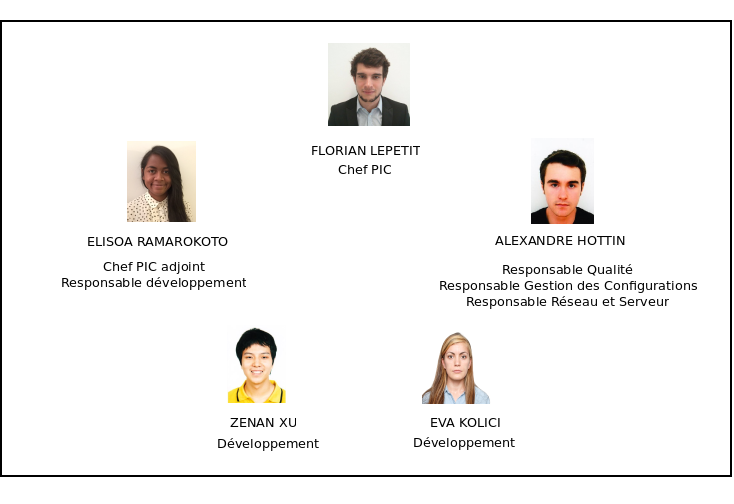 FLORIAN LEPETIT
Chef PIC
ELISOA RAMAROKOTO
Chef PIC adjoint
Responsable développement
ALEXANDRE HOTTIN
Responsable Qualité
Responsable Gestion des Configurations
Responsable Réseau et Serveur
ZENAN XU
Développement
EVA KOLICI
Développement